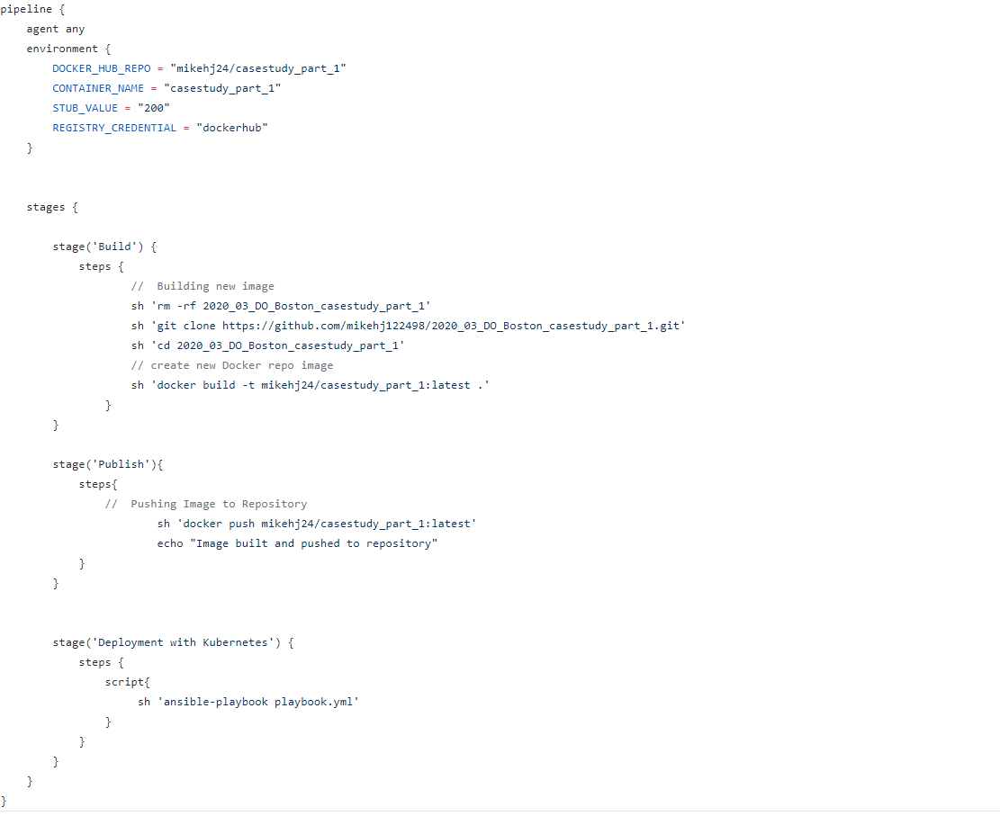 pipeline {
    agent any
    environment {
        DOCKER_HUB_REPO = "mikehj24/casestudy_part_1"
        CONTAINER_NAME = "casestudy_part_1"
        STUB_VALUE = "200"
        REGISTRY_CREDENTIAL = "dockerhub"
    }
    stages {
        stage('Build') {
            steps {
                    //  Building new image
                    sh 'rm -rf 2020_03_DO_Boston_casestudy_part_1'
                    sh 'git clone https://github.com/mikehj122498/2020_03_DO_Boston_casestudy_part_1.git'
                    sh 'cd 2020_03_DO_Boston_casestudy_part_1'
                    // create new Docker repo image
                    sh 'docker build -t mikehj24/casestudy_part_1:latest .'
                }
        }
        stage('Publish'){
            steps{
                //  Pushing Image to Repository
                        sh 'docker push mikehj24/casestudy_part_1:latest'
                        echo "Image built and pushed to repository"
            }
        }
        stage('Deployment with Kubernetes') {
            steps {
                script{
                     sh 'ansible-playbook playbook.yml'
                }
            }
        }
    }
}